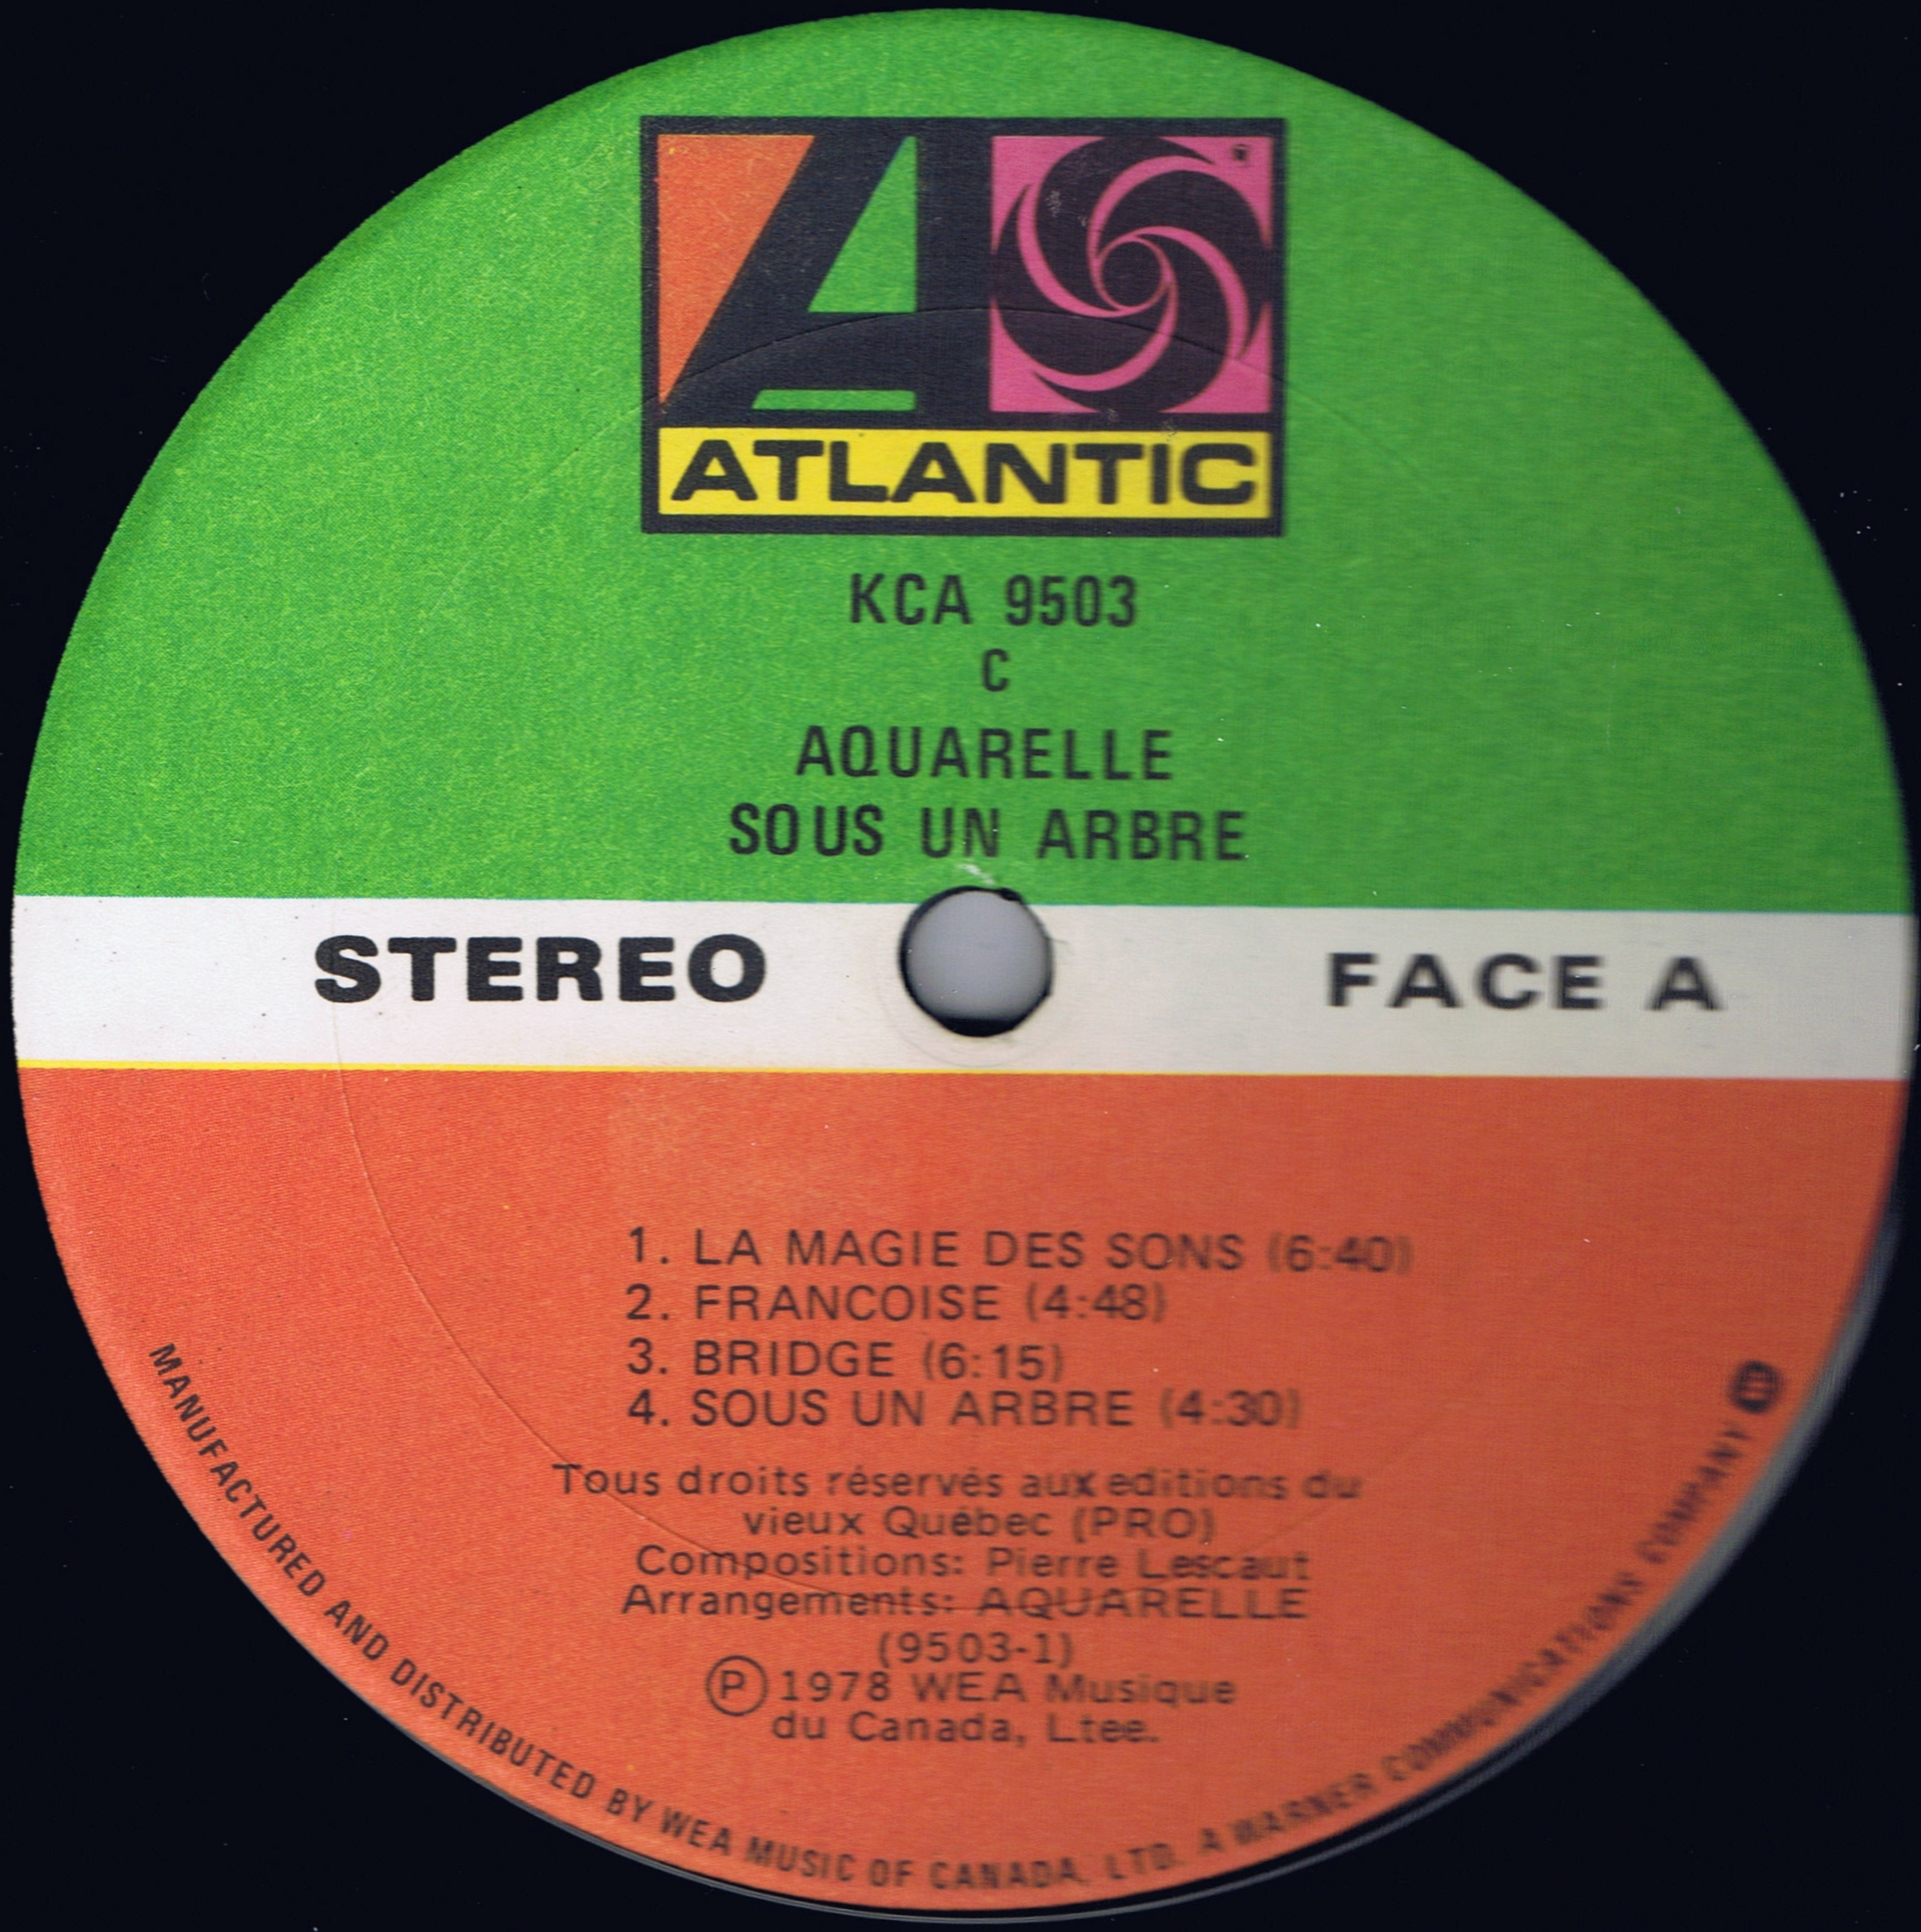 ATLANTIC
KCA 9503
C
AQUARELLE
SOUS UN ARBRE
STEREO
FACE A
1. LA MAGIE DES SONS (6:40)
2. FRANCOISE (4:48)
3. BRIDGE (6:15)
4. SOUS UN ARBRE (4:30)
Tous droits réservés aux editions du
vieux Québec (PRO)
Compositions: Pierre Lescaut
Arrangements: AQUARELLE
(9503-1)
Ⓟ 1978 WEA Musique
du Canada, Ltee.
MANUFACTURED AND DISTRIBUTED BY WEA MUSIC OF CANADA, LTD. A WARNER COMMUNICATIONS COMPANY